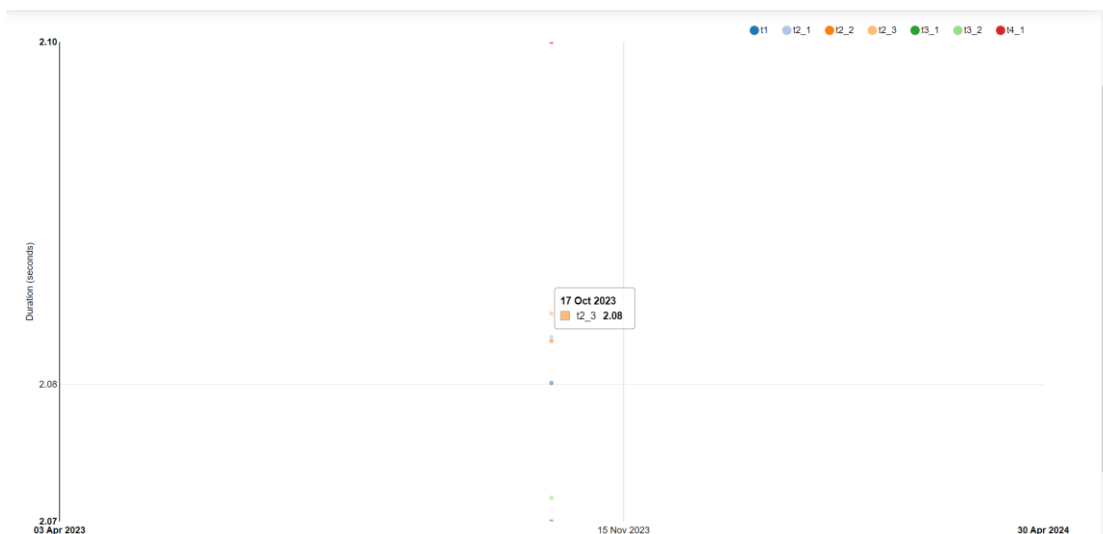 t1 t2_1 t2_2 t2_3 t3_1 t3_2 t4_1
2.10
Duration (seconds)
17 Oct 2023
t2_3 2.08
2.08
2.07
03 Apr 2023 15 Nov 2023 30 Apr 2024